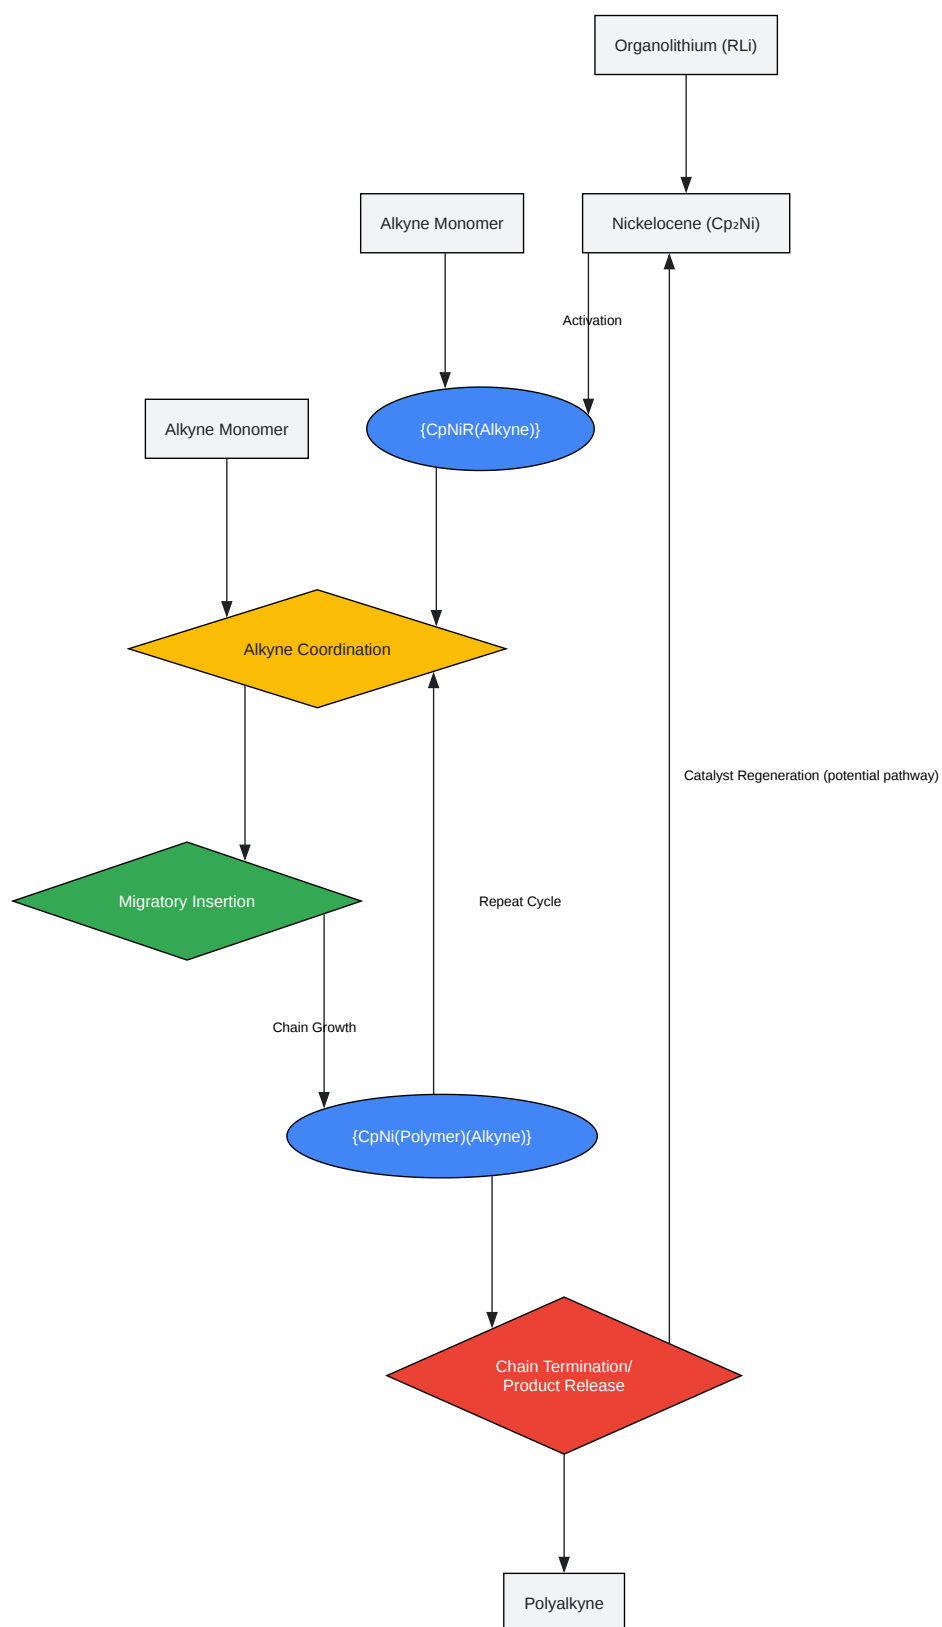 Organolithium (RLi)
Alkyne Monomer
Nickelocene (Cp₂Ni)
Activation
Alkyne Monomer
{CpNiR(Alkyne)}
Alkyne Coordination
Catalyst Regeneration (potential pathway)
Migratory Insertion
Repeat Cycle
Chain Growth
{CpNi(Polymer)(Alkyne)}
Chain Termination/
Product Release
Polyalkyne